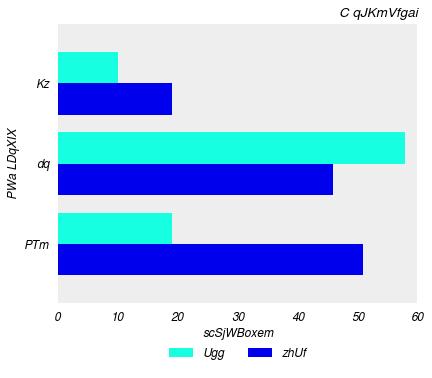 C qJKmVfgai
Kz
dq
PTm
PWa LDqXIX
0 10 20 30 40 50 60
scSjWBoxem
Ugg zhUf